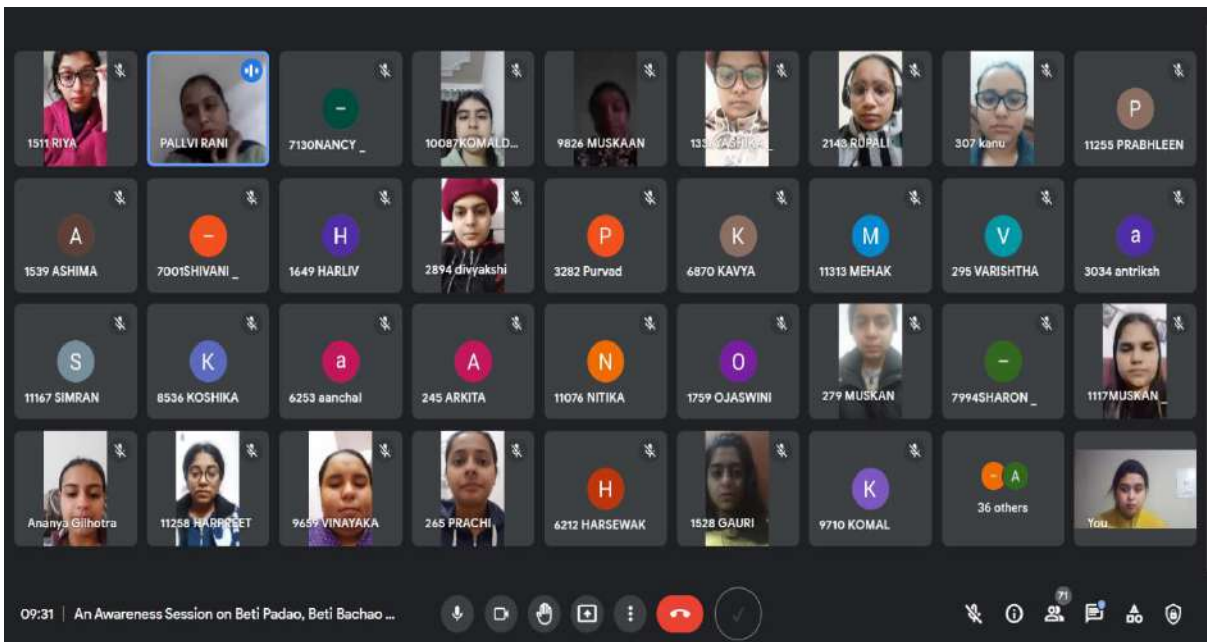 1511 RIYA
PALLVI RANI
-
7130NANCY _
10087KOMALD...
9826 MUSKAAN
YASHIKA _
2143 RUPALI
307 kanu
P
11255 PRABHLEEN
A
1539 ASHIMA
-
7001SHIVANI _
H
1649 HARLIV
2894 divyakshi
P
3282 Purvad
K
6870 KAVYA
M
11313 MEHAK
V
295 VARISHTHA
a
3034 antriksh
S
11167 SIMRAN
K
8536 KOSHIKA
a
6253 aanchal
A
245 ARKITA
N
11076 NITIKA
O
1759 OJASWINI
279 MUSKAN
-
7994SHARON _
1117MUSKAN _
Ananya Gilhotra
11258 HARPREET
9659 VINAYAKA
265 PRACHI
H
6212 HARSEWAK
1528 GAURI
K
9710 KOMAL
- A
36 others
You
09:31 | An Awareness Session on Beti Padao, Beti Bachao ...
71